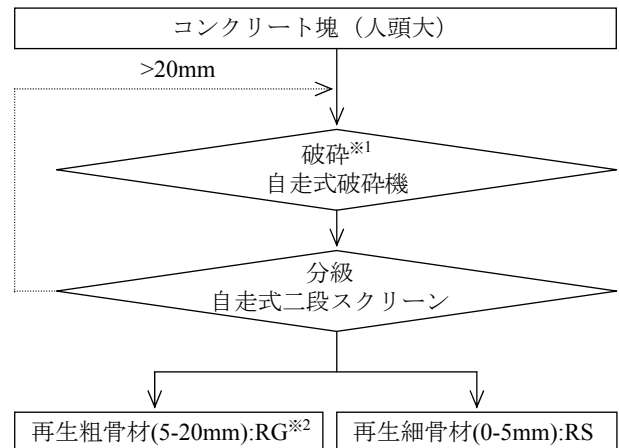 コンクリート塊（人頭大）
>20mm
破砕※1
自走式破砕機
分級
自走式二段スクリーン
再生粗骨材(5-20mm):RG※2
再生細骨材(0-5mm):RS